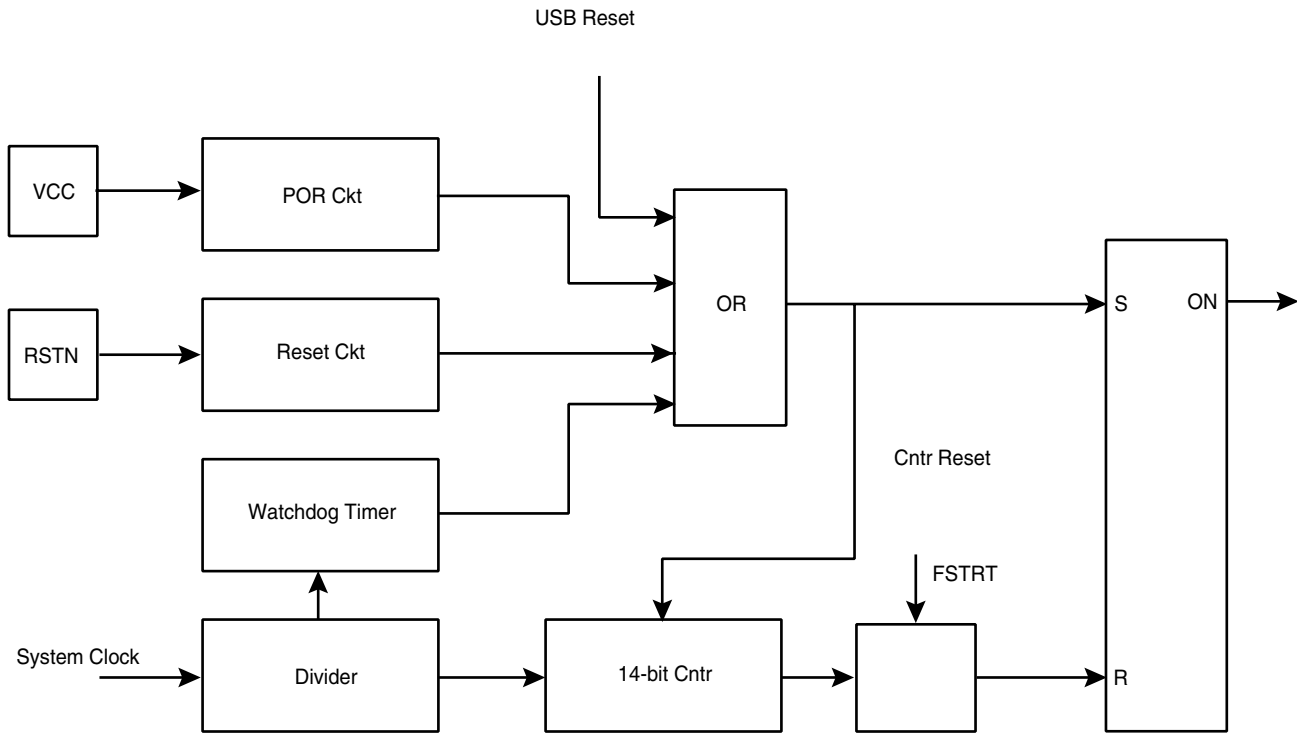 USB Reset
VCC
POR Ckt
OR
S
ON
RSTN
Reset Ckt
Cntr Reset
Watchdog Timer
FSTRT
System Clock
Divider
14-bit Cntr
R